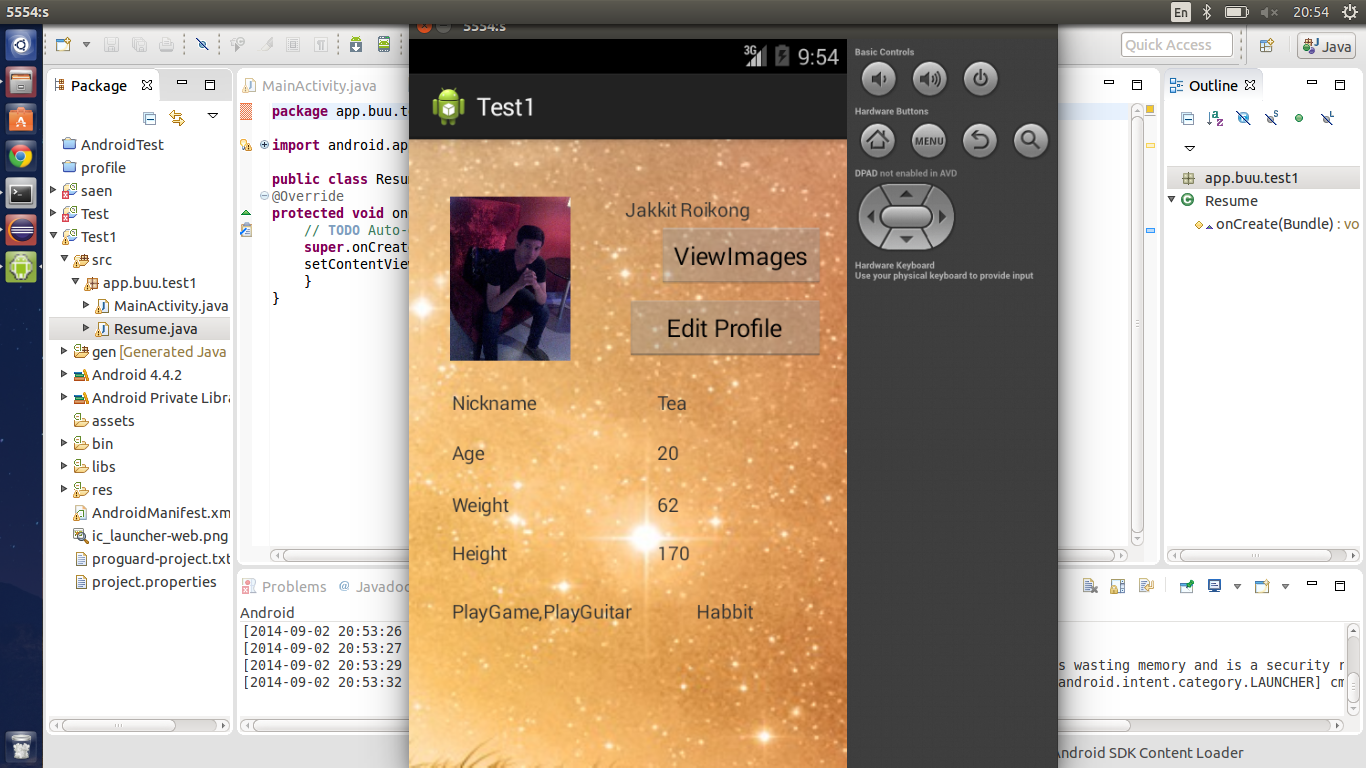 5554:s
En
20:54
5554:s
Quick Access
Java
Package
MainActivity.java
AndroidTest
profile
saen
Test
Test1
src
app.buu.test1
MainActivity.java
Resume.java
gen [Generated Java
Android 4.4.2
Android Private Libra
assets
bin
libs
res
AndroidManifest.xm
ic_launcher-web.png
proguard-project.txt
project.properties
package app.buu.t
import android.ap
public class Resum
@Override
protected void on
// TODO Auto-
super.onCreat
setContentView
}
}
3G
9:54
Test1
Jakkit Roikong
ViewImages
Edit Profile
Nickname
Tea
Age
20
Weight
62
Height
170
PlayGame,PlayGuitar
Habbit
Basic Controls
Hardware Buttons
MENU
DPAD not enabled in AVD
Hardware Keyboard
Use your physical keyboard to provide input
Outline
app.buu.test1
Resume
onCreate(Bundle) : vo
Problems
@ Javadoc
Android
[2014-09-02 20:53:26
[2014-09-02 20:53:27
[2014-09-02 20:53:29
[2014-09-02 20:53:32
s wasting memory and is a security r
android.intent.category.LAUNCHER] cm
Android SDK Content Loader